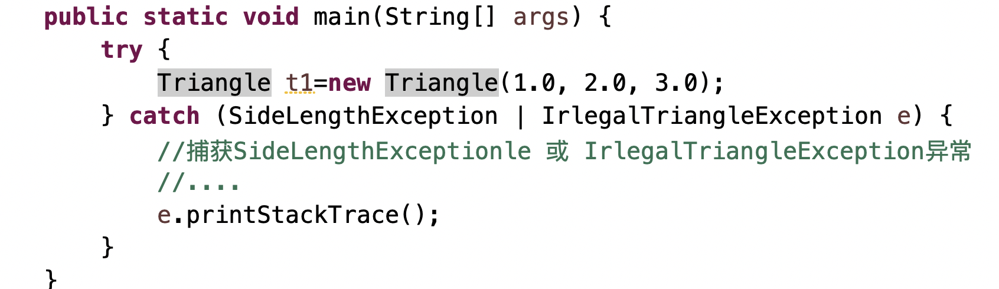 public static void main(String[] args) {
try {
Triangle t1=new Triangle(1.0, 2.0, 3.0);
} catch (SideLengthException | IrlegalTriangleException e) {
//捕获SideLengthExceptionle 或 IrlegalTriangleException异常
//....
e.printStackTrace();
}
}